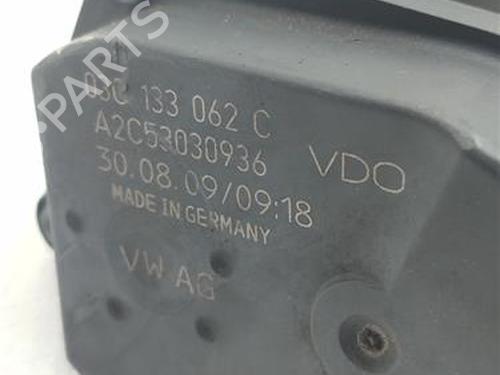 PARTS
03C 133 062 C
A2C53030936
VDO
30.08.09/09:18
MADE IN GERMANY
VW AG